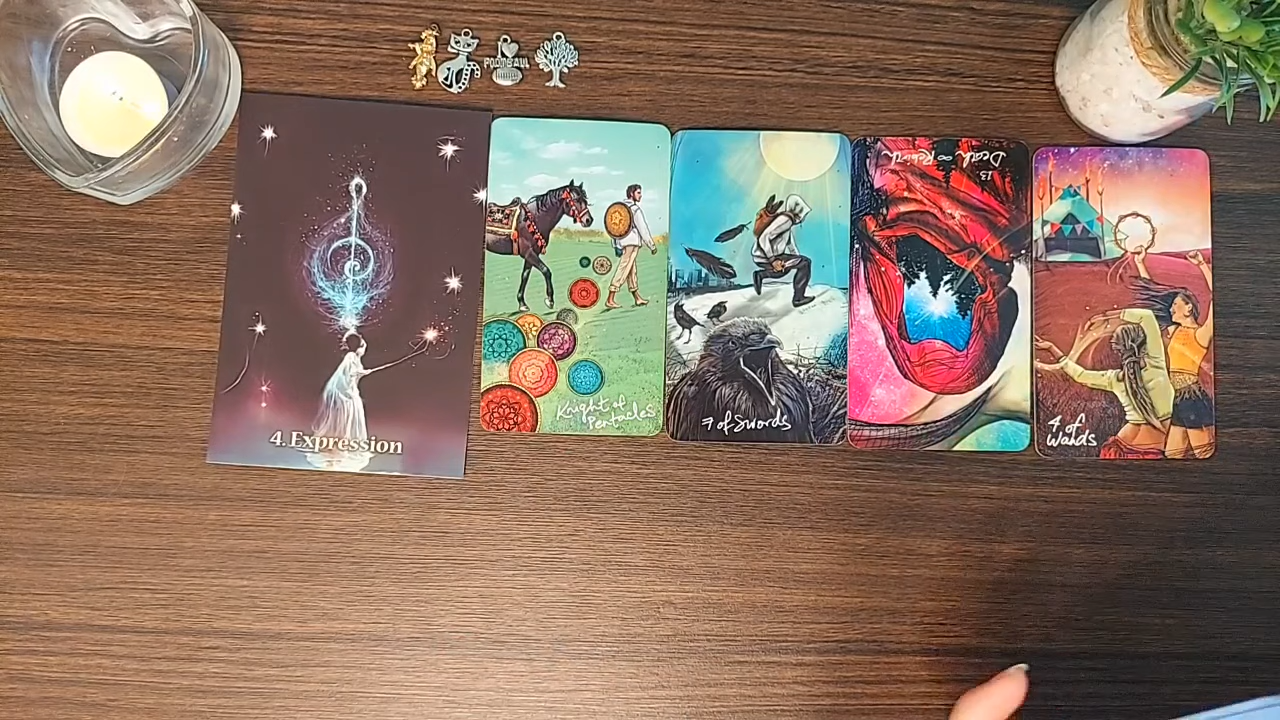 FOOTBALL
4. Expression
Knight of
Pentacles
7 of Swords
13
Death ∞ Rebirth
4 of
Wands